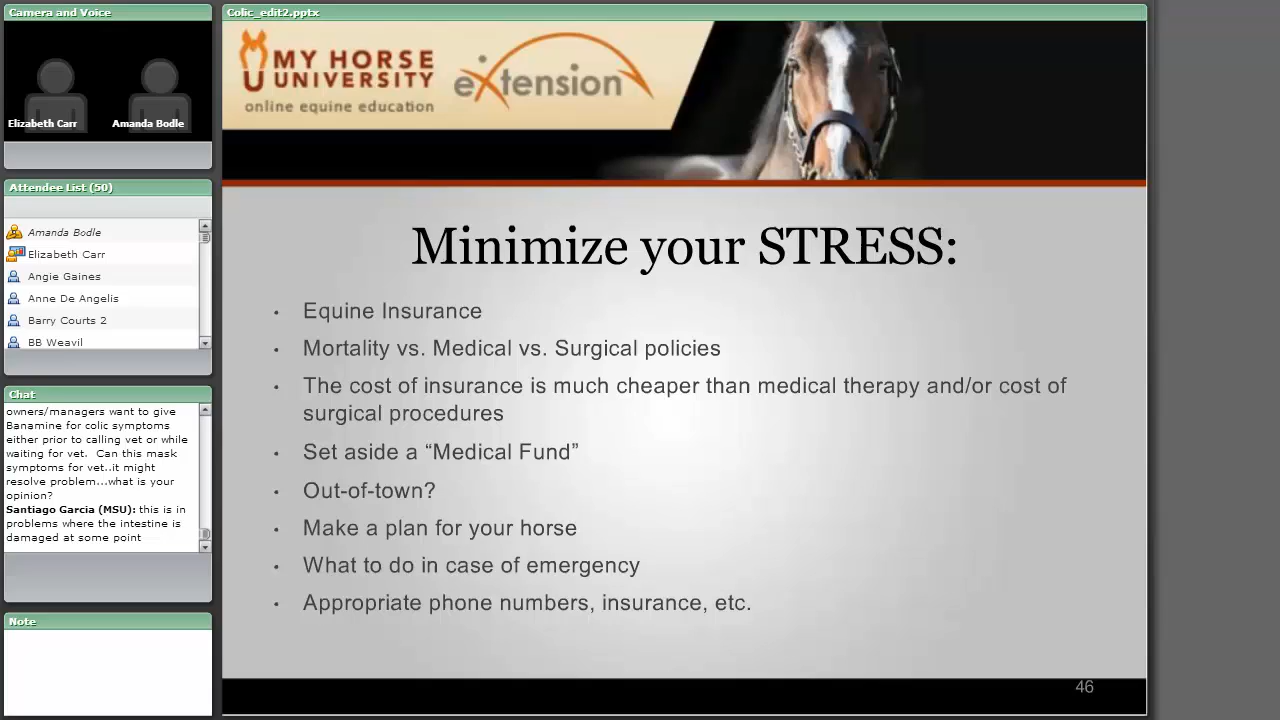 Camera and Voice
Elizabeth Carr
Amanda Bodle
Attendee List (50)
Amanda Bodle
Elizabeth Carr
Angie Gaines
Anne De Angelis
Barry Courts 2
BB Weavil
Chat
owners/managers want to give
Banamine for colic symptoms
either prior to calling vet or while
waiting for vet.  Can this mask
symptoms for vet..it might
resolve problem...what is your
opinion?
Santiago Garcia (MSU): this is in
problems where the intestine is
damaged at some point
Note
Colic_edit2.pptx
MY HORSE
UNIVERSITY
online equine education
eXtension
Minimize your STRESS:
• Equine Insurance
• Mortality vs. Medical vs. Surgical policies
• The cost of insurance is much cheaper than medical therapy and/or cost of
surgical procedures
• Set aside a “Medical Fund”
• Out-of-town?
• Make a plan for your horse
• What to do in case of emergency
• Appropriate phone numbers, insurance, etc.
46